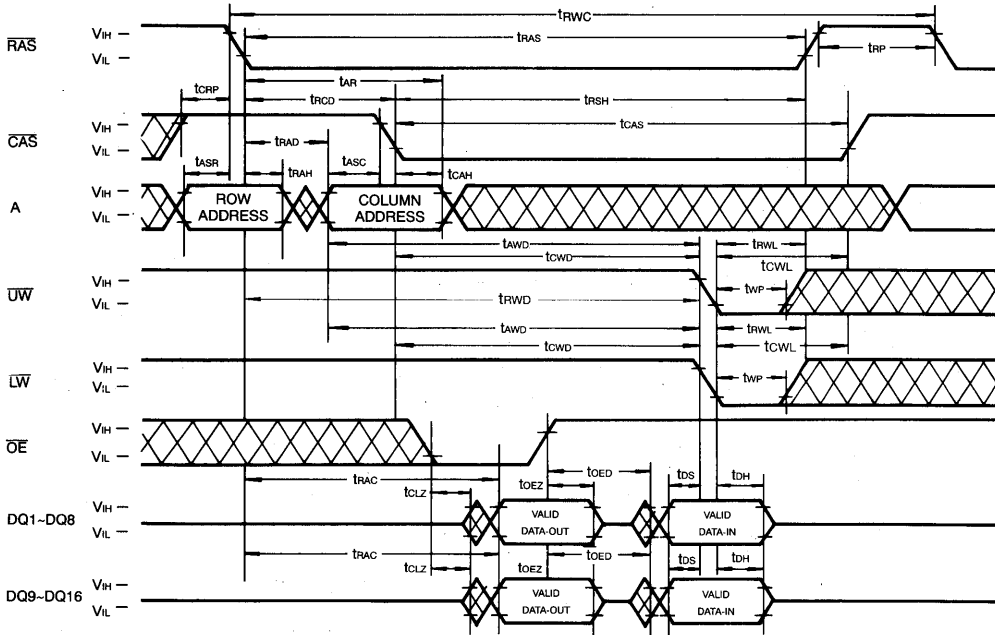 tRWC
RAS
VIH
VIL
tRAS
tRP
tAR
tCRP
tRCD
tRSH
CAS
VIH
VIL
tCAS
tRAD
tASR
tRAH
tASC
tCAH
A
VIH
VIL
ROW ADDRESS
COLUMN ADDRESS
tAWD
tRWL
tCWD
tCWL
UW
VIH
VIL
tRWD
tWP
tAWD
tRWL
tCWD
tCWL
LW
VIH
VIL
tWP
OE
VIH
VIL
tRAC
tOED
tCLZ
tOEZ
tDS
tDH
DQ1~DQ8
VIH
VIL
VALID DATA-OUT
VALID DATA-IN
tRAC
tOED
tCLZ
tOEZ
tDS
tDH
DQ9~DQ16
VIH
VIL
VALID DATA-OUT
VALID DATA-IN